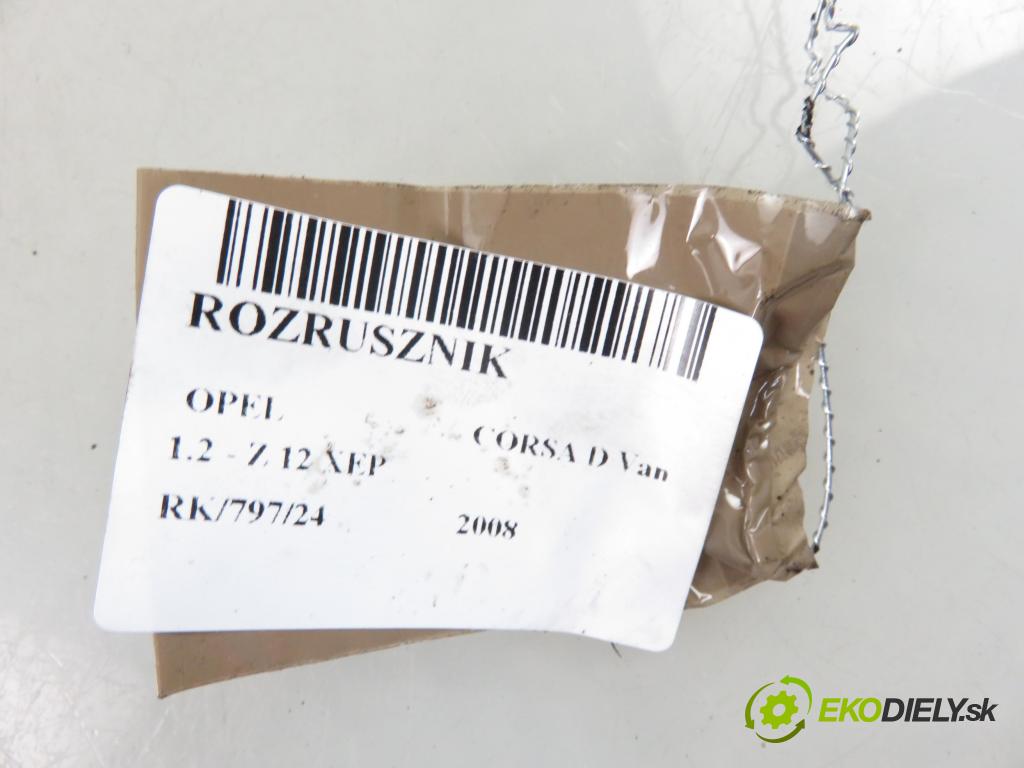 ROZRUSZNIK
OPEL
CORSA D Van
1.2 - Z 12 XEP
RK/797/24
2008
EKODIELY.sk